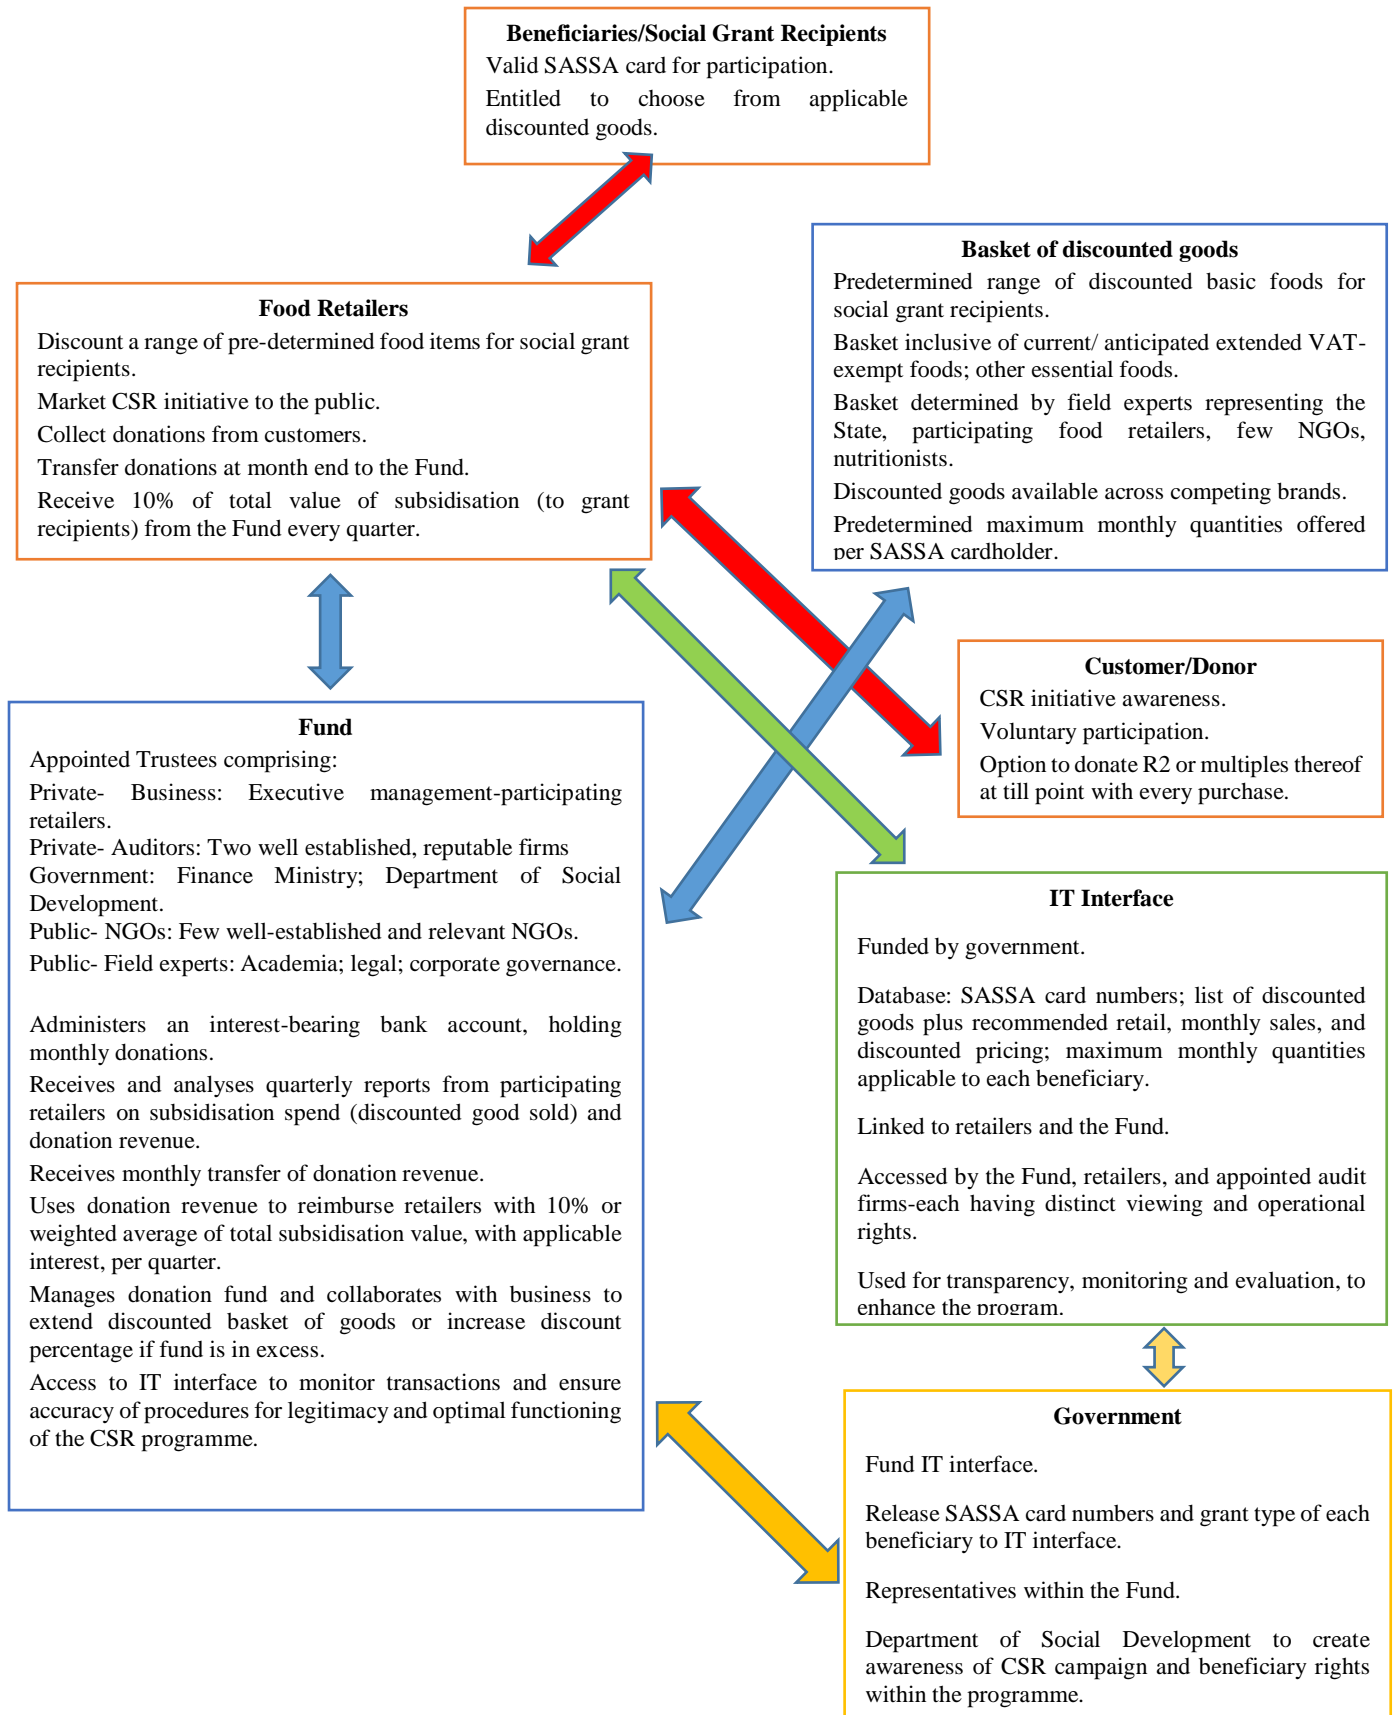 Beneficiaries/Social Grant Recipients
Valid SASSA card for participation.
Entitled to choose from applicable
discounted goods.
Basket of discounted goods
Predetermined range of discounted basic foods for
social grant recipients.
Basket inclusive of current/ anticipated extended VAT-
exempt foods; other essential foods.
Basket determined by field experts representing the
State, participating food retailers, few NGOs,
nutritionists.
Discounted goods available across competing brands.
Predetermined maximum monthly quantities offered
per SASSA cardholder.
Food Retailers
Discount a range of pre-determined food items for social grant
recipients.
Market CSR initiative to the public.
Collect donations from customers.
Transfer donations at month end to the Fund.
Receive 10% of total value of subsidisation (to grant
recipients) from the Fund every quarter.
Customer/Donor
CSR initiative awareness.
Voluntary participation.
Option to donate R2 or multiples thereof
at till point with every purchase.
Fund
Appointed Trustees comprising:
Private- Business: Executive management-participating
retailers.
Private- Auditors: Two well established, reputable firms
Government: Finance Ministry; Department of Social
Development.
Public- NGOs: Few well-established and relevant NGOs.
Public- Field experts: Academia; legal; corporate governance.
Administers an interest-bearing bank account, holding
monthly donations.
Receives and analyses quarterly reports from participating
retailers on subsidisation spend (discounted good sold) and
donation revenue.
Receives monthly transfer of donation revenue.
Uses donation revenue to reimburse retailers with 10% or
weighted average of total subsidisation value, with applicable
interest, per quarter.
Manages donation fund and collaborates with business to
extend discounted basket of goods or increase discount
percentage if fund is in excess.
Access to IT interface to monitor transactions and ensure
accuracy of procedures for legitimacy and optimal functioning
of the CSR programme.
IT Interface
Funded by government.
Database: SASSA card numbers; list of discounted
goods plus recommended retail, monthly sales, and
discounted pricing; maximum monthly quantities
applicable to each beneficiary.
Linked to retailers and the Fund.
Accessed by the Fund, retailers, and appointed audit
firms-each having distinct viewing and operational
rights.
Used for transparency, monitoring and evaluation, to
enhance the program.
Government
Fund IT interface.
Release SASSA card numbers and grant type of each
beneficiary to IT interface.
Representatives within the Fund.
Department of Social Development to create
awareness of CSR campaign and beneficiary rights
within the programme.